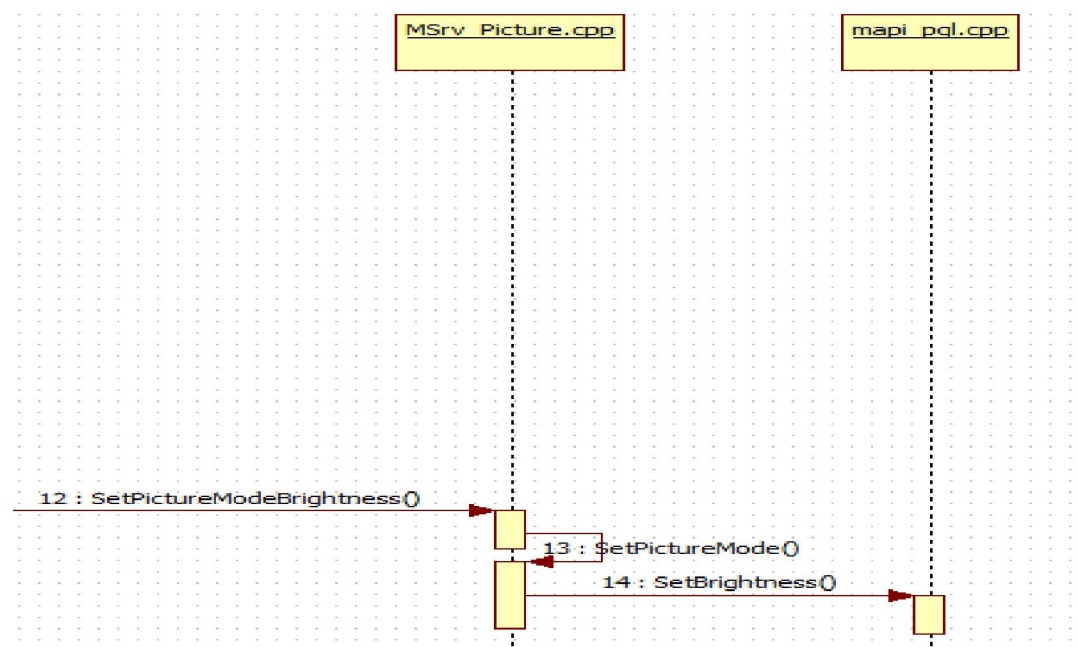 MSrv_Picture.cpp
mapi_pql.cpp
12 : SetPictureModeBrightness()
13 : SetPictureMode()
14 : SetBrightness()